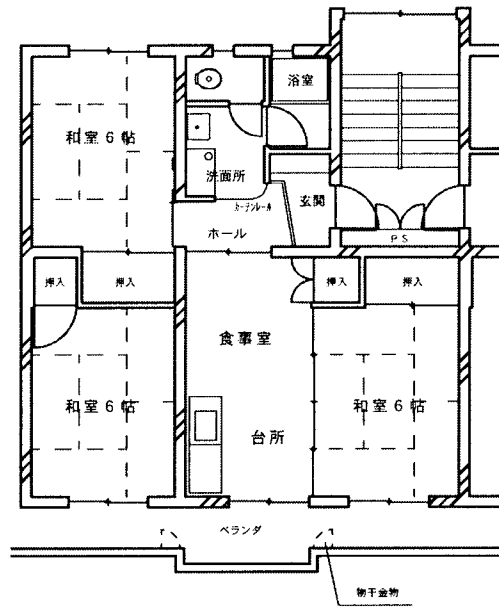 浴室
和室 6 帖
洗面所
玄関
カーテンレール
ホール
P S
押入
押入
押入
押入
食事室
和室 6 帖
和室 6 帖
台所
ベランダ
物干金物